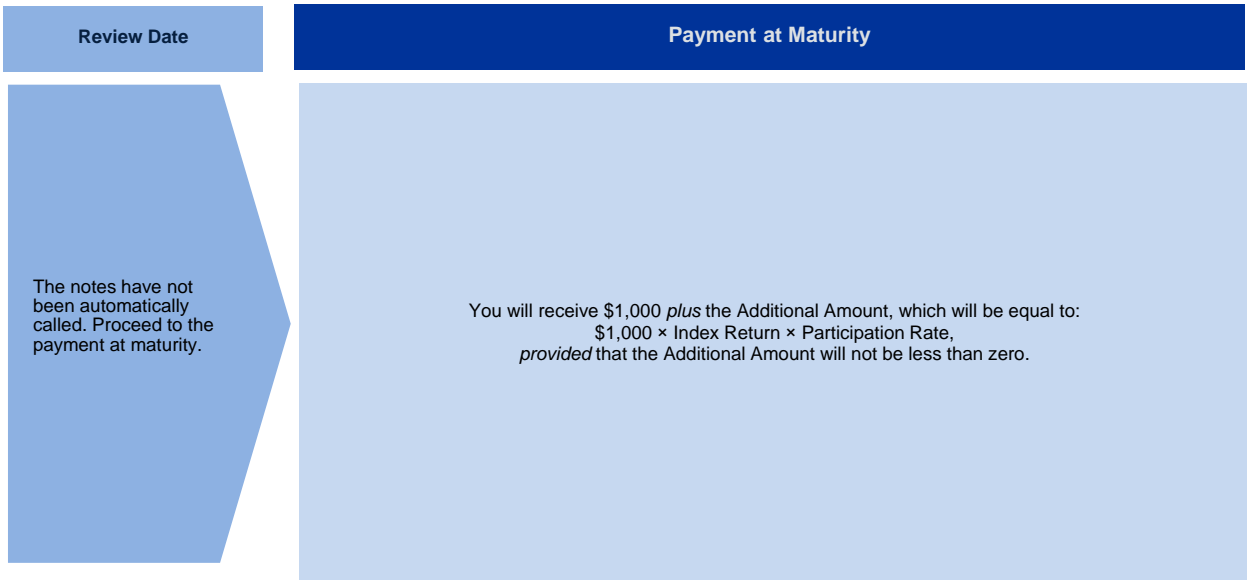 Review Date
Payment at Maturity
The notes have not
been automatically
called. Proceed to the
payment at maturity.
You will receive $1,000 plus the Additional Amount, which will be equal to:
$1,000 × Index Return × Participation Rate,
provided that the Additional Amount will not be less than zero.